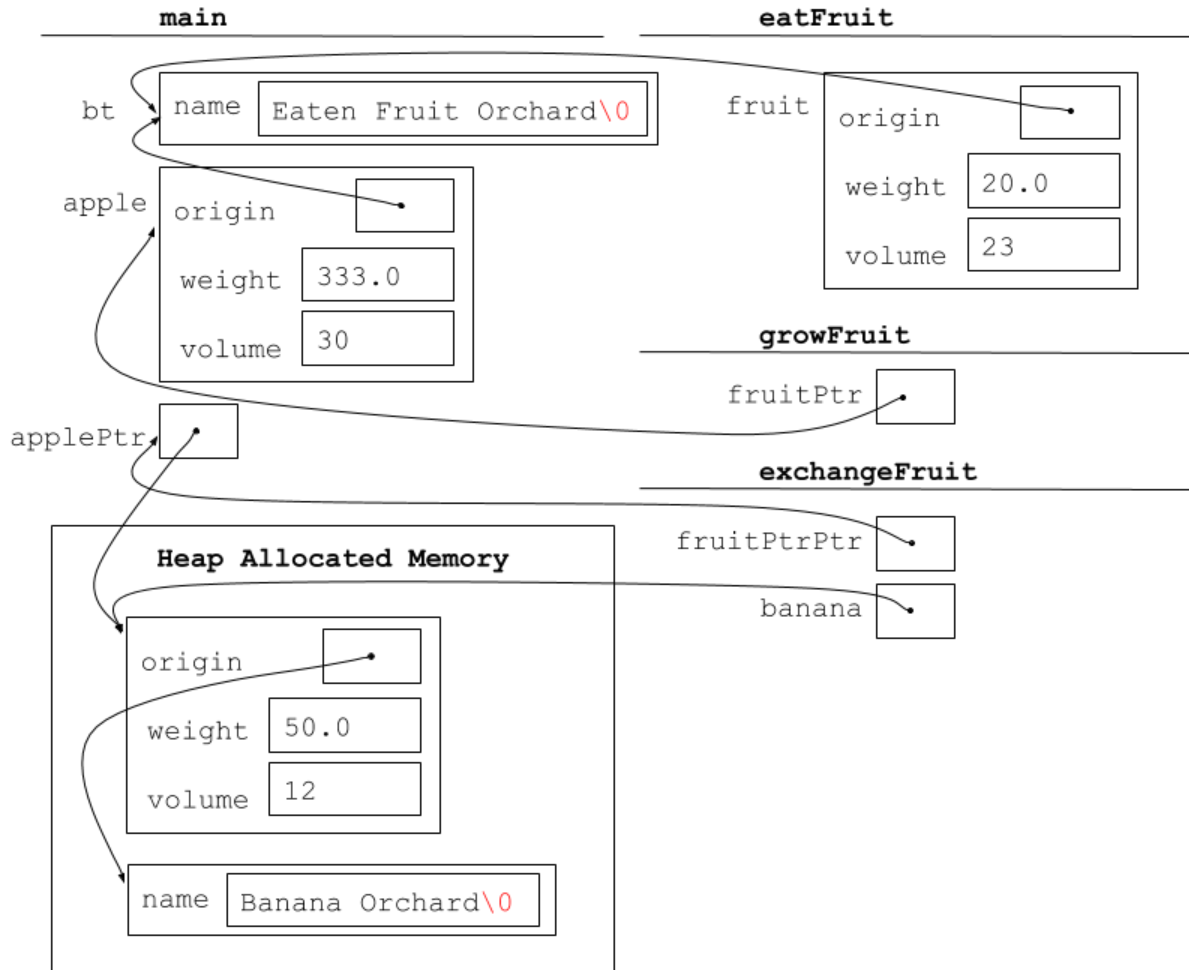 main
bt
name Eaten Fruit Orchard\0
apple
origin
weight 333.0
volume 30
applePtr
eatFruit
fruit
origin
weight 20.0
volume 23
growFruit
fruitPtr
exchangeFruit
fruitPtrPtr
banana
Heap Allocated Memory
origin
weight 50.0
volume 12
name Banana Orchard\0